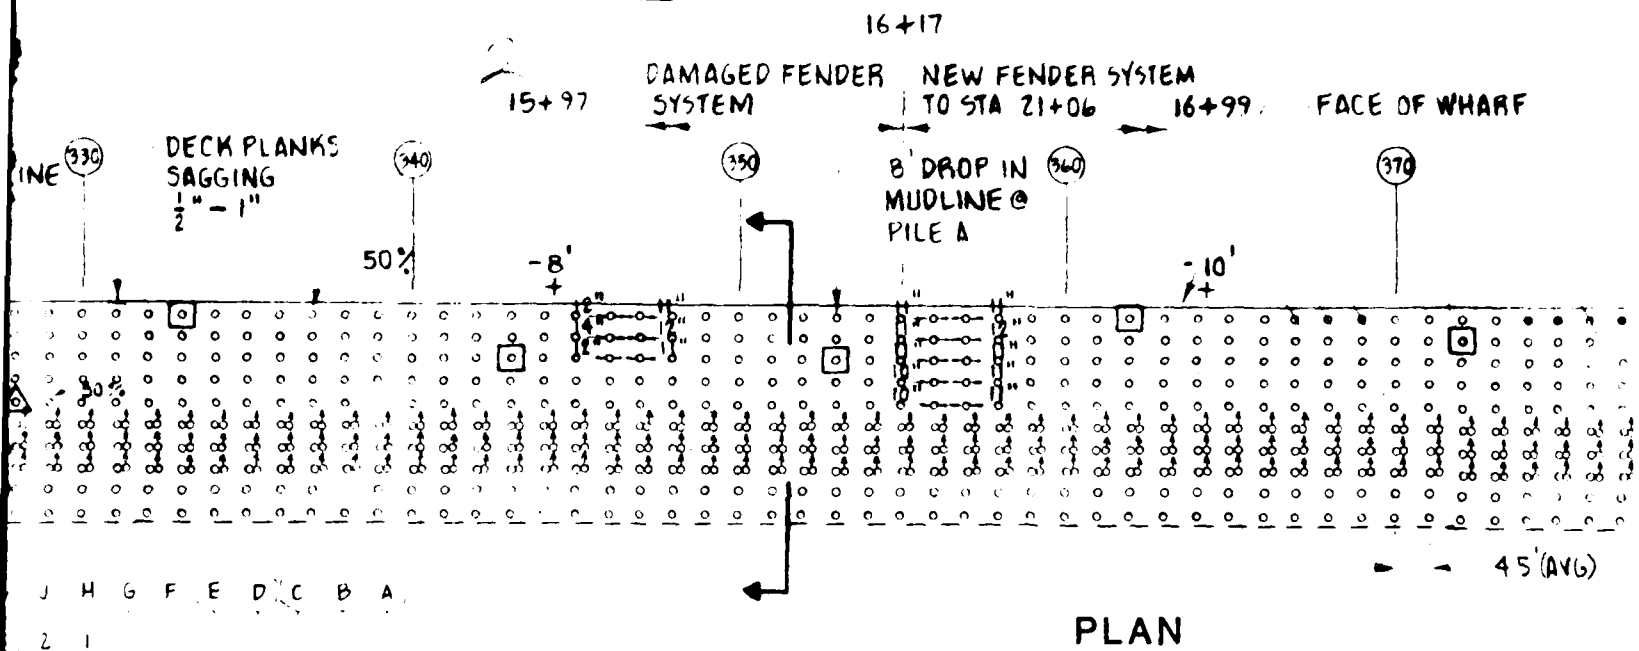 16+17
DAMAGED FENDER
SYSTEM
NEW FENDER SYSTEM
TO STA 21+06
15+97
16+99
FACE OF WHARF
INE
330
DECK PLANKS
SAGGING
1/2" - 1"
340
350
8' DROP IN
MUDLINE @
PILE A
360
370
50%
-8'
-10'
30%
J H G F E D C B A
2 1
4 5'(AVG)
PLAN